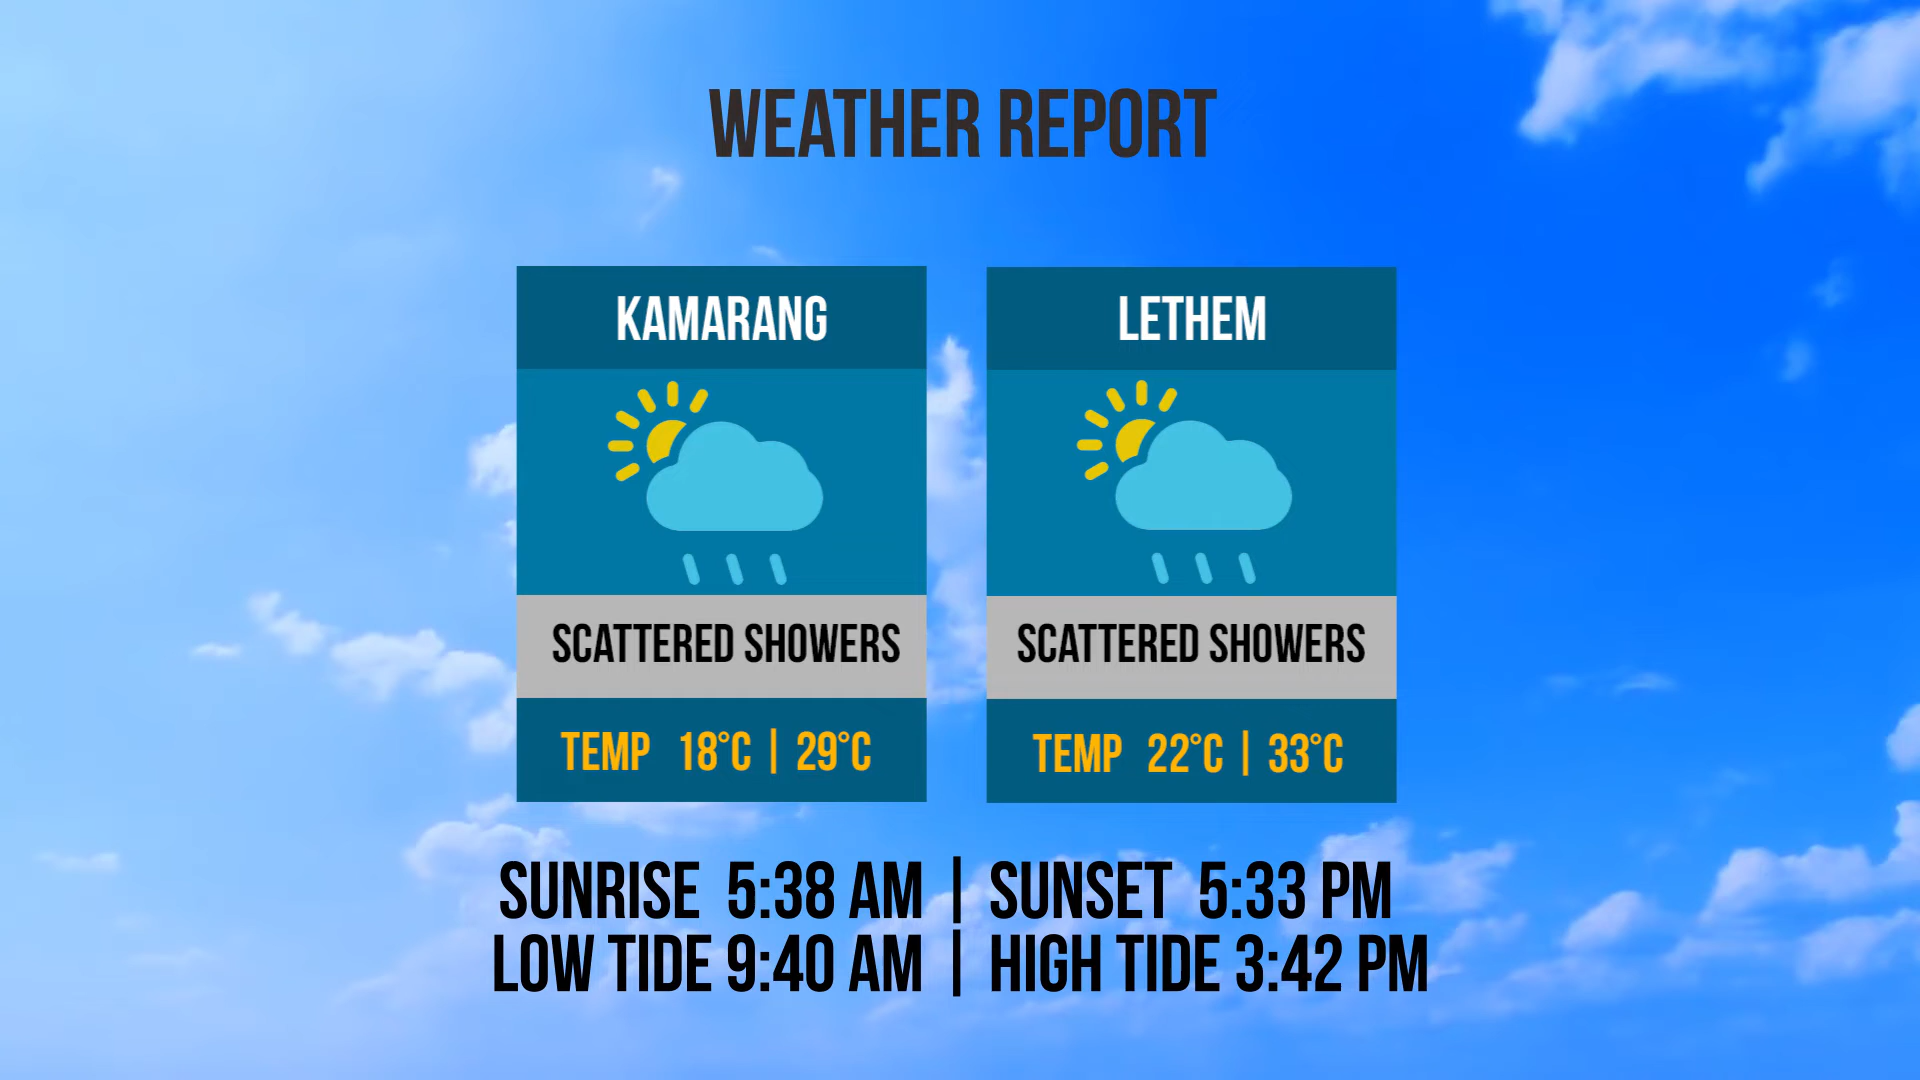 WEATHER REPORT
KAMARANG
SCATTERED SHOWERS
TEMP 18°C | 29°C
LETHEM
SCATTERED SHOWERS
TEMP 22°C | 33°C
SUNRISE 5:38 AM | SUNSET 5:33 PM
LOW TIDE 9:40 AM | HIGH TIDE 3:42 PM